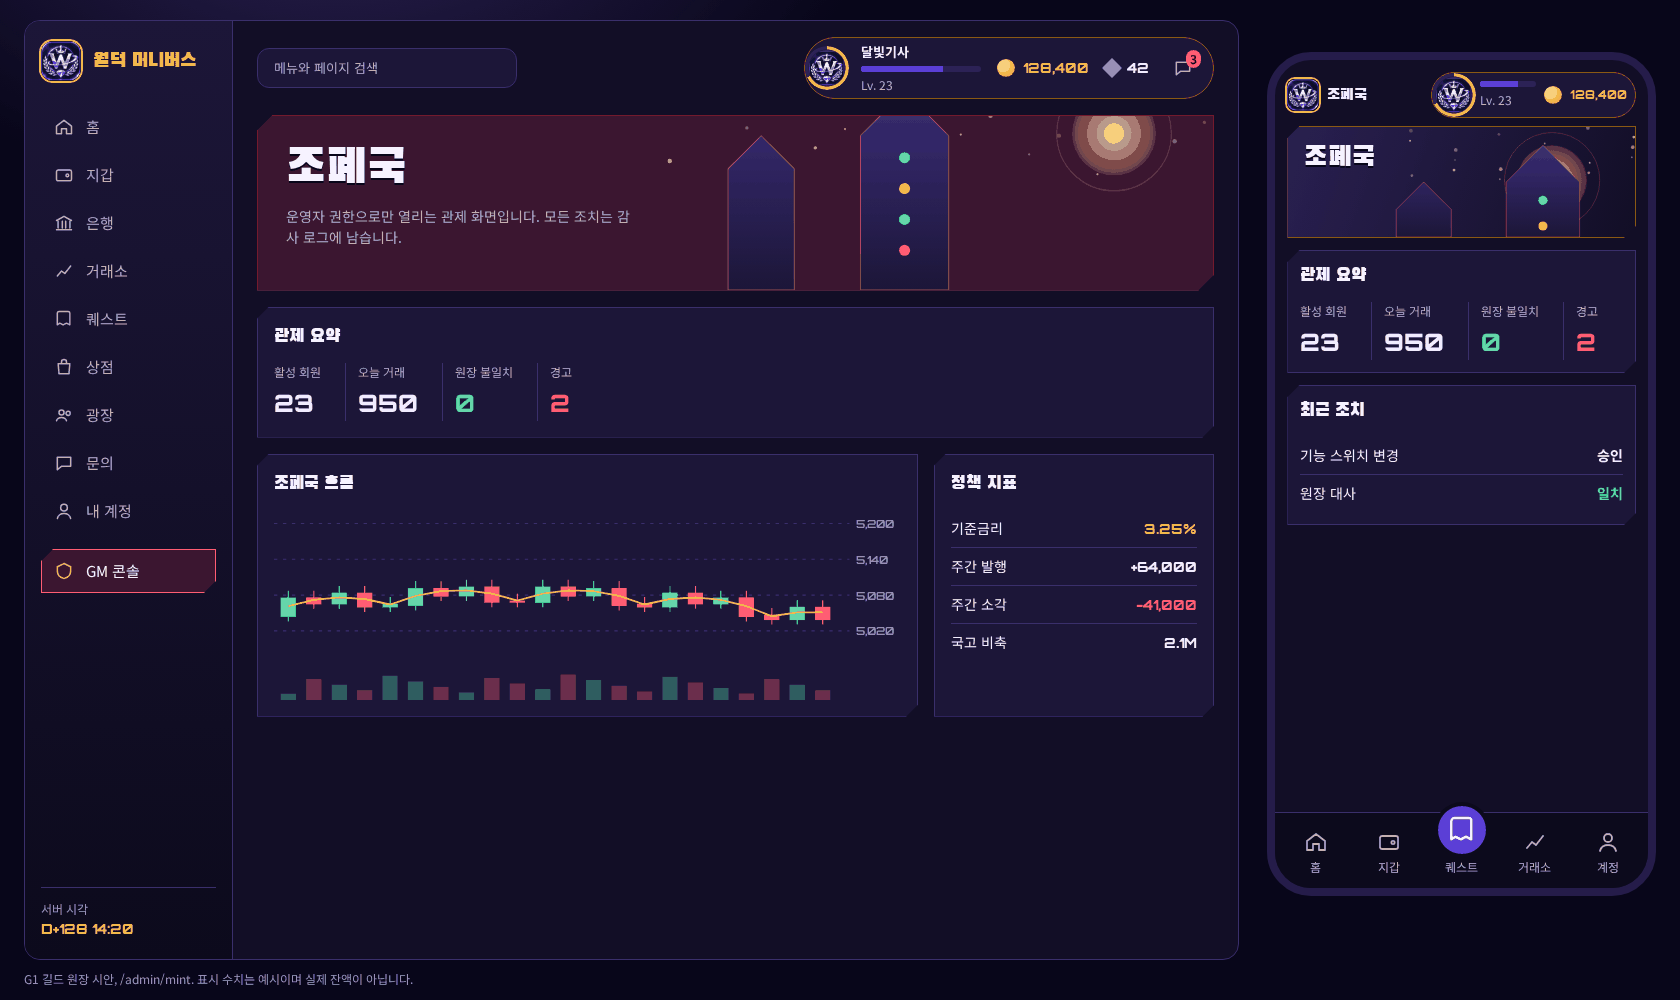 원덕 머니버스
홈
지갑
은행
거래소
퀘스트
상점
광장
문의
내 계정
GM 콘솔
서버 시각
D+128 14:20
메뉴와 페이지 검색
달빛기사
Lv. 23
128,400
42
3
조폐국
운영자 권한으로만 열리는 관제 화면입니다. 모든 조치는 감
사 로그에 남습니다.
관제 요약
활성 회원
23
오늘 거래
950
원장 불일치
0
경고
2
조폐국 흐름
5,200
5,140
5,080
5,020
정책 지표
기준금리 3.25%
주간 발행 +64,000
주간 소각 -41,000
국고 비축 2.1M
W
조폐국
Lv. 23
128,400
조폐국
관제 요약
활성 회원
23
오늘 거래
950
원장 불일치
0
경고
2
최근 조치
기능 스위치 변경 승인
원장 대사 일치
홈
지갑
퀘스트
거래소
계정
G1 길드 원장 시안, /admin/mint. 표시 수치는 예시이며 실제 잔액이 아닙니다.